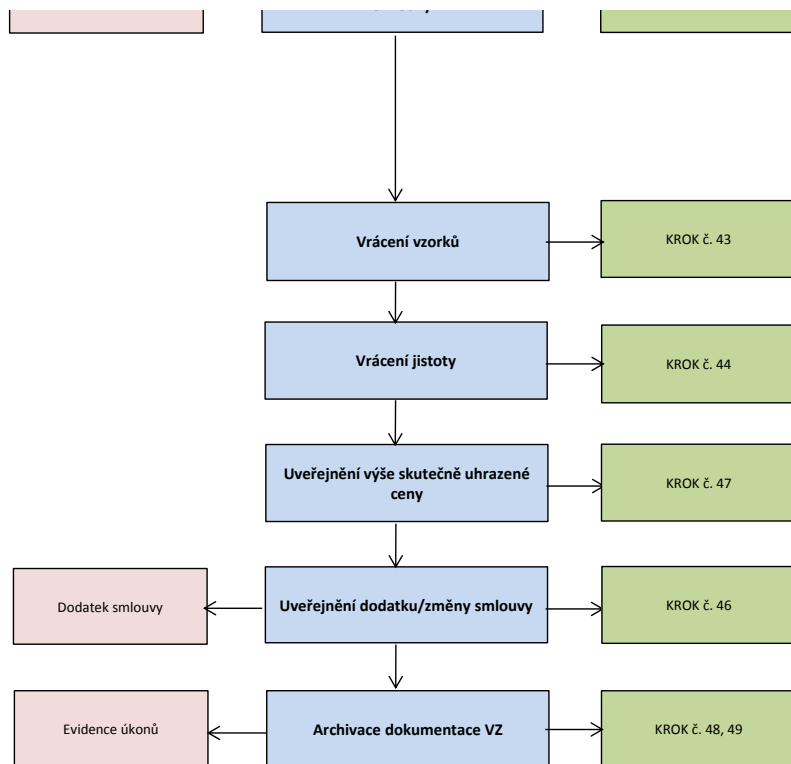 Vrácení vzorků
KROK č. 43
Vrácení jistoty
KROK č. 44
Uveřejnění výše skutečně uhrazené
ceny
KROK č. 47
Dodatek smlouvy
Uveřejnění dodatku/změny smlouvy
KROK č. 46
Evidence úkonů
Archivace dokumentace VZ
KROK č. 48, 49